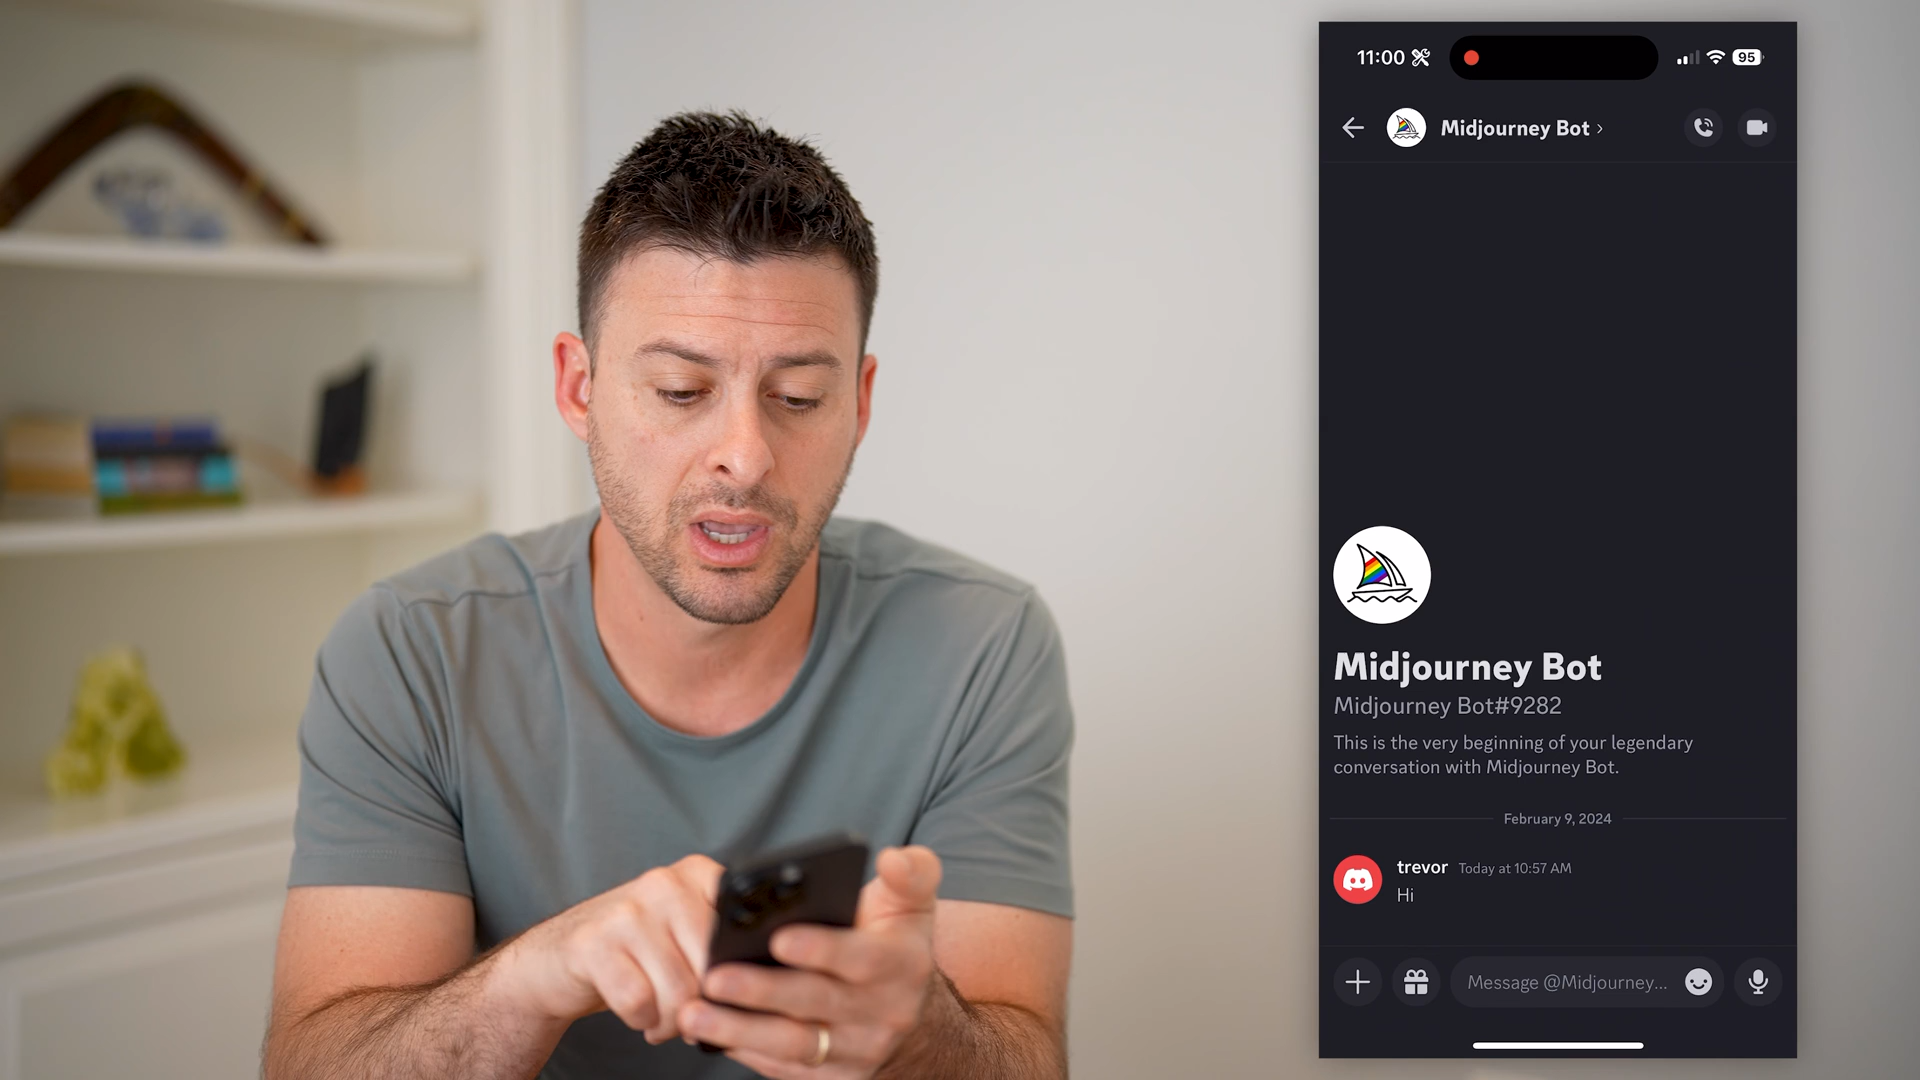 11:00
95
Midjourney Bot
Midjourney Bot
Midjourney Bot#9282
This is the very beginning of your legendary
conversation with Midjourney Bot.
February 9, 2024
trevor Today at 10:57 AM
Hi
Message @Midjourney...